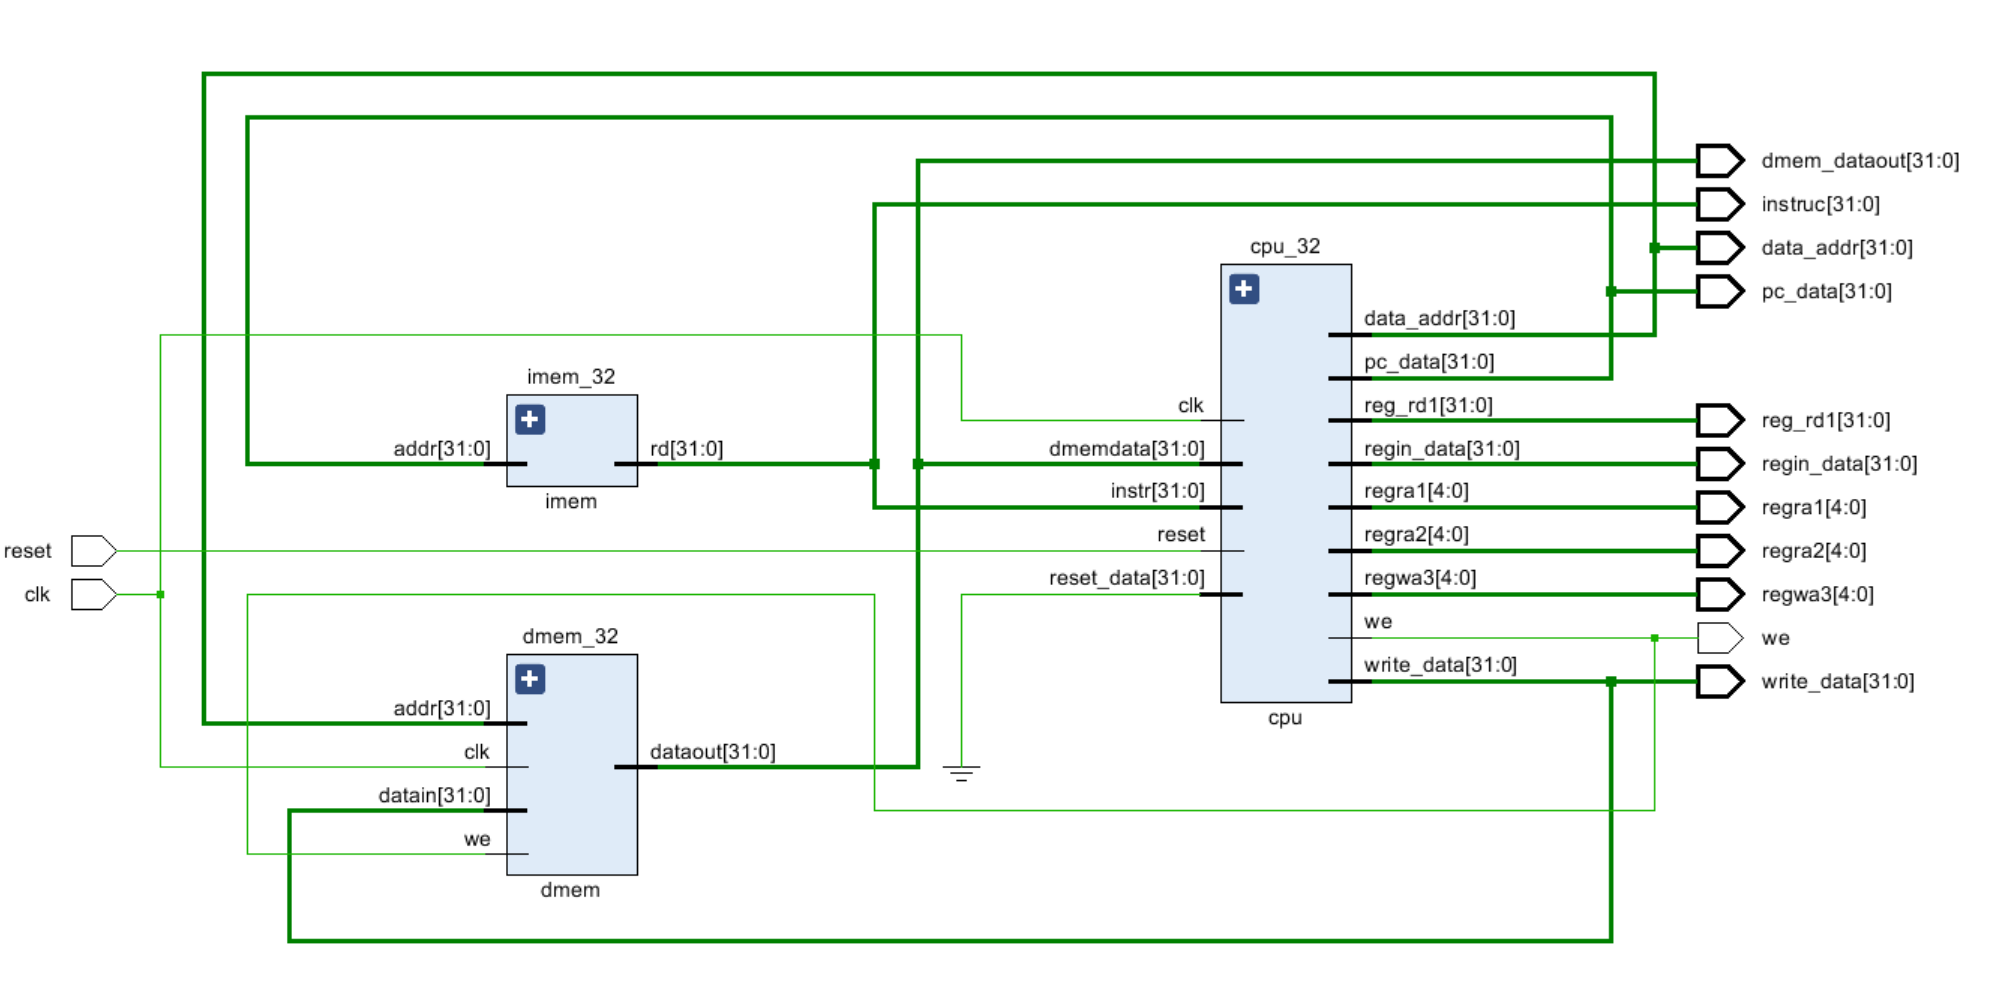 dmem_dataout[31:0]
instruc[31:0]
data_addr[31:0]
pc_data[31:0]
cpu_32
data_addr[31:0]
pc_data[31:0]
clk
reg_rd1[31:0]
reg_rd1[31:0]
dmemdata[31:0]
regin_data[31:0]
regin_data[31:0]
instr[31:0]
regra1[4:0]
regra1[4:0]
reset
regra2[4:0]
regra2[4:0]
reset_data[31:0]
regwa3[4:0]
regwa3[4:0]
we
we
write_data[31:0]
write_data[31:0]
cpu
imem_32
addr[31:0]
rd[31:0]
imem
reset
clk
dmem_32
addr[31:0]
clk
dataout[31:0]
datain[31:0]
we
dmem